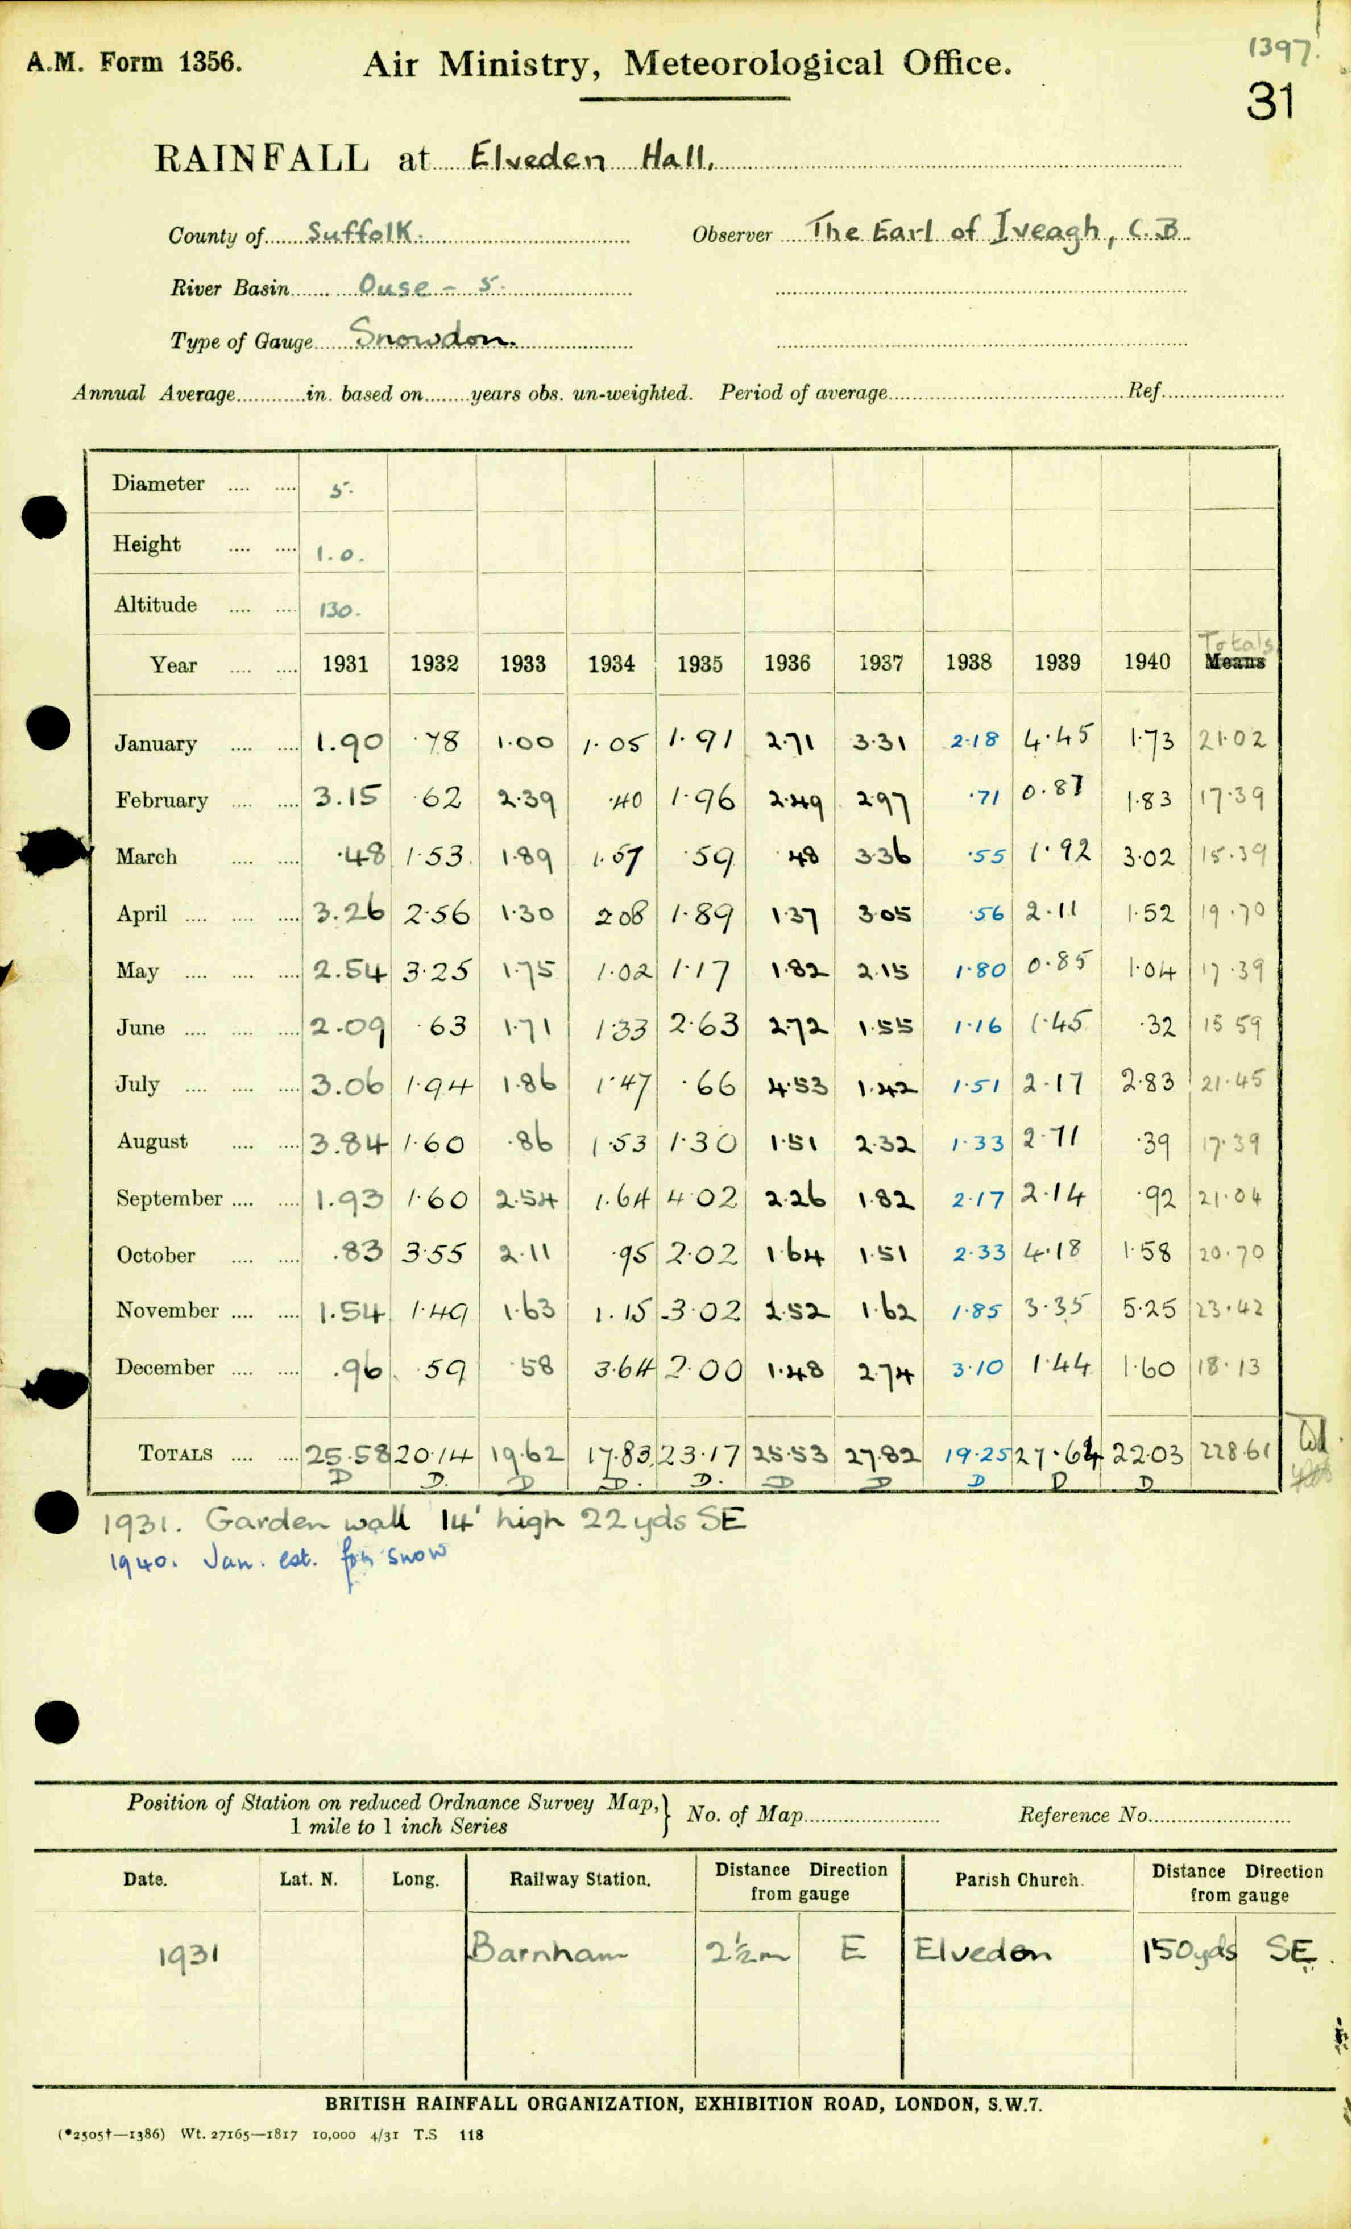 1397.
A.M. Form 1356. Air Ministry, Meteorological Office.
31
RAINFALL at Elveden Hall.
County of Suffolk. Observer The Earl of Iveagh, C.B.
River Basin Ouse - 5.
Type of Gauge Snowdon.
Annual Average in. based on years obs. un-weighted. Period of average Ref.
Diameter 5.
Height 1.0.
Altitude 130.
Totals
Year 1931 1932 1933 1934 1935 1936 1937 1938 1939 1940 Means
January 1.90 .78 1.00 1.05 1.91 2.71 3.31 2.18 4.45 1.73 21.02
February 3.15 .62 2.39 .40 1.96 2.49 2.97 .71 0.87 1.83 17.39
March .48 1.53 1.89 1.57 .59 .48 3.36 .55 1.92 3.02 15.39
April 3.26 2.56 1.30 2.08 1.89 1.37 3.05 .56 2.11 1.52 19.70
May 2.54 3.25 1.75 1.02 1.17 1.82 2.15 1.80 0.85 1.04 17.39
June 2.09 .63 1.71 1.33 2.63 2.72 1.55 1.16 1.45 .32 15 59
July 3.06 1.94 1.86 1.47 .66 4.53 1.42 1.51 2.17 2.83 21.45
August 3.84 1.60 .86 1.53 1.30 1.51 2.32 1.33 2.71 .39 17.39
September 1.93 1.60 2.54 1.64 4.02 2.26 1.82 2.17 2.14 .92 21.04
October .83 3.55 2.11 .95 2.02 1.64 1.51 2.33 4.18 1.58 20.70
November 1.54 1.49 1.63 1.15 3.02 2.52 1.62 1.85 3.35 5.25 23.42
December .96 .59 .58 3.64 2.00 1.48 2.74 3.10 1.44 1.60 18.13
TOTALS 25.58 20.14 19.62 17.83 23.17 25.53 27.82 19.25 27.64 22.03 228.61
D D. D D. D. D D D D D
1931. Garden wall 14' high 22yds SE
1940. Jan. est. for snow
Position of Station on reduced Ordnance Survey Map, } No. of Map Reference No.
1 mile to 1 inch Series
Date. Lat. N. Long. Railway Station. Distance Direction from gauge Parish Church. Distance Direction from gauge
1931 Barnham 2½m E Elveden 150yds SE.
BRITISH RAINFALL ORGANIZATION, EXHIBITION ROAD, LONDON, S.W.7.
(*2505†—1386) Wt. 27165—1817 10,000 4/31 T.S 118